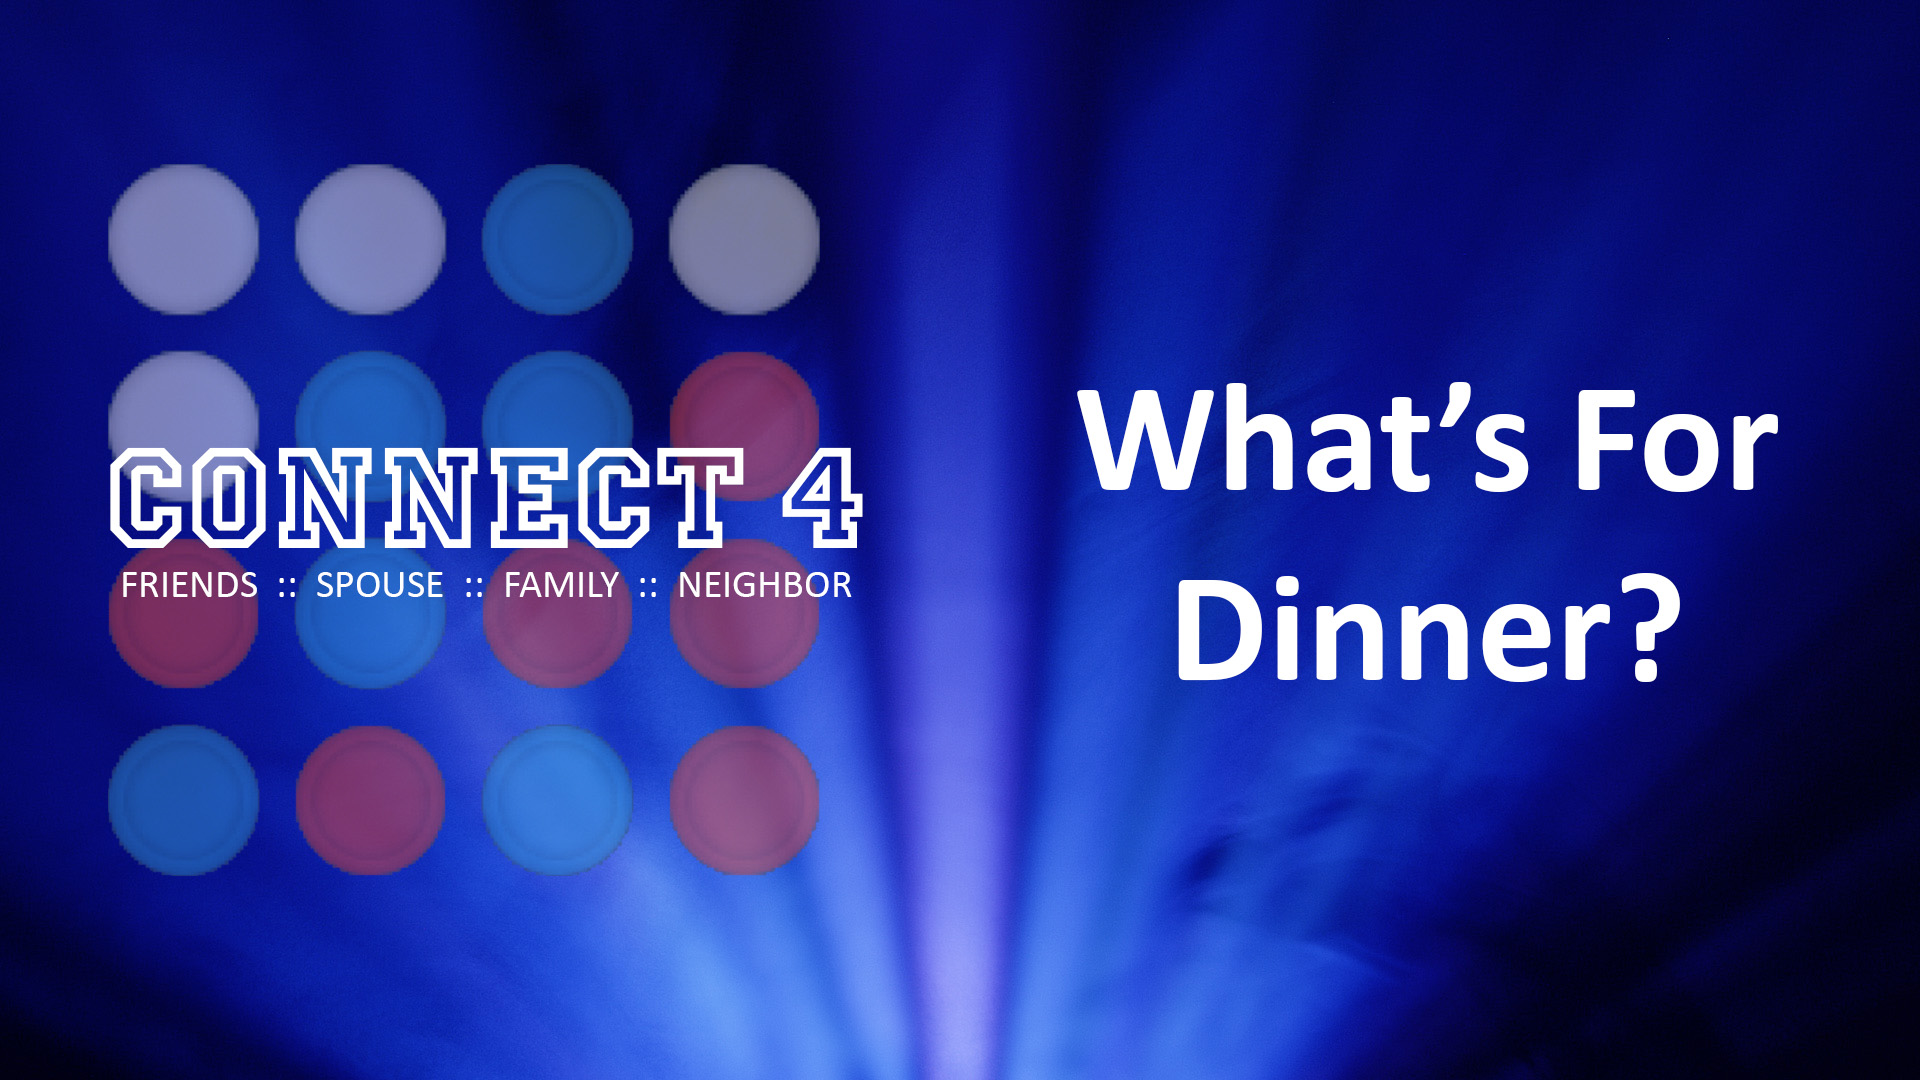 CONNECT 4
FRIENDS :: SPOUSE :: FAMILY :: NEIGHBOR
What’s For
Dinner?